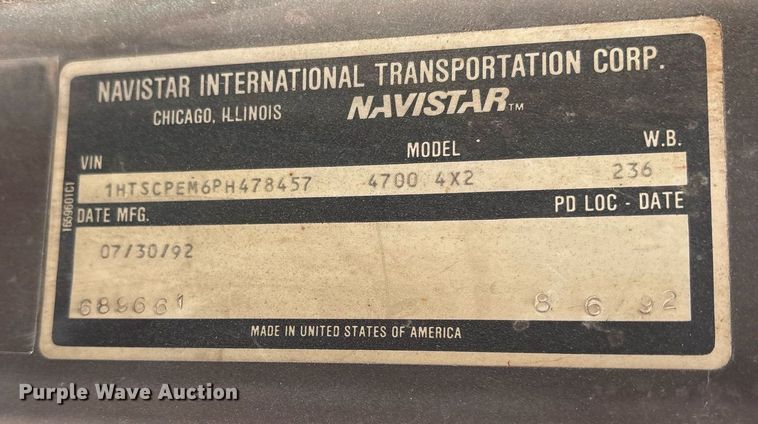 NAVISTAR INTERNATIONAL TRANSPORTATION CORP.
CHICAGO, ILLINOIS NAVISTAR™
VIN MODEL W.B.
1HTSCPEM6PH478457 4700 4X2 236
DATE MFG. PD LOC - DATE
07/30/92
689661 8 6/92
MADE IN UNITED STATES OF AMERICA
1659601C1
Purple Wave Auction